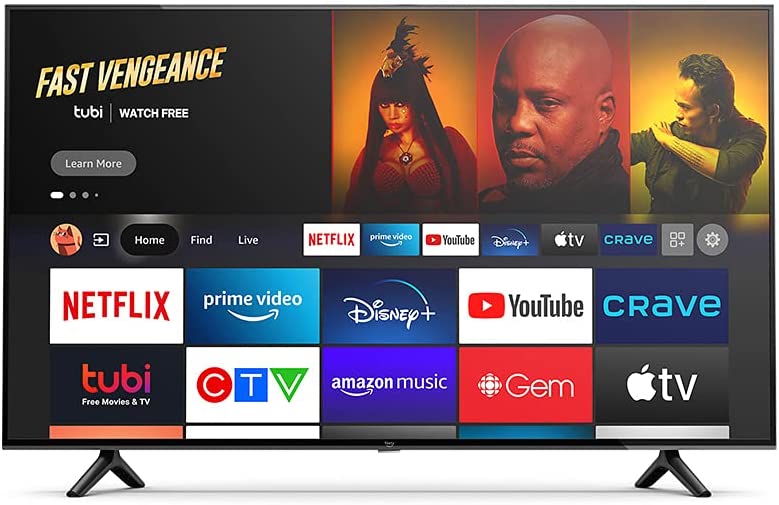 FAST VENGEANCE
tubi | WATCH FREE
Learn More
Home Find Live NETFLIX prime video YouTube Disney+ tv crave
NETFLIX prime video Disney+ YouTube CRAVE
tubi CTV amazon music Gem tv
Free Movies & TV